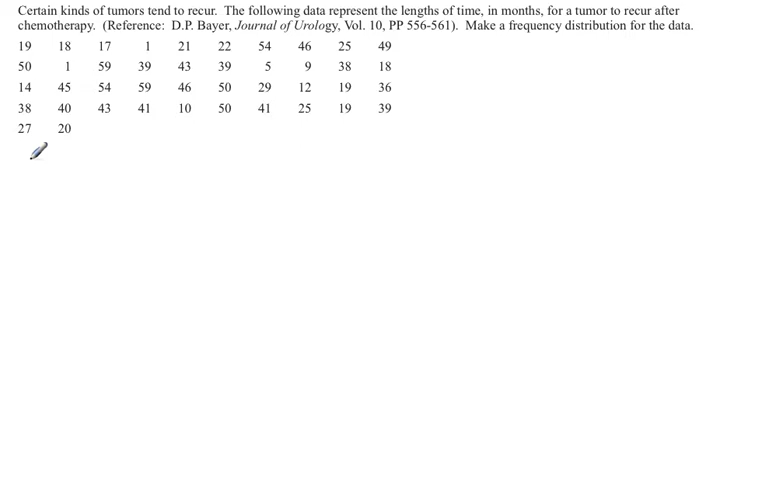 Certain kinds of tumors tend to recur. The following data represent the lengths of time, in months, for a tumor to recur after
chemotherapy. (Reference: D.P. Bayer, Journal of Urology, Vol. 10, PP 556-561). Make a frequency distribution for the data.
19 18 17 1 21 22 54 46 25 49
50 1 59 39 43 39 5 9 38 18
14 45 54 59 46 50 29 12 19 36
38 40 43 41 10 50 41 25 19 39
27 20